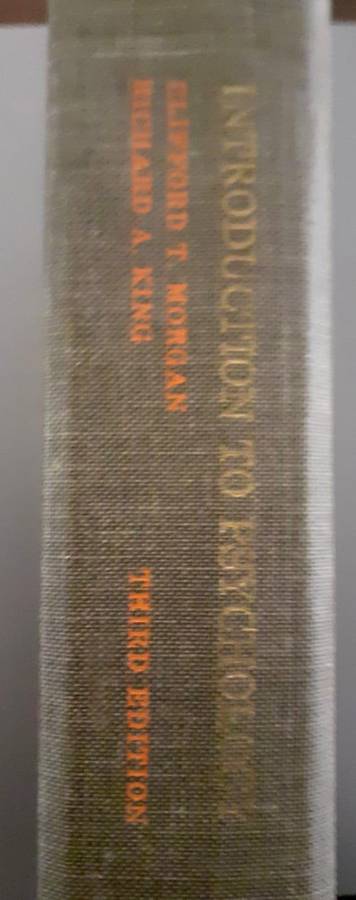 INTRODUCTION TO PSYCHOLOGY
CLIFFORD T. MORGAN
RICHARD A. KING
THIRD EDITION